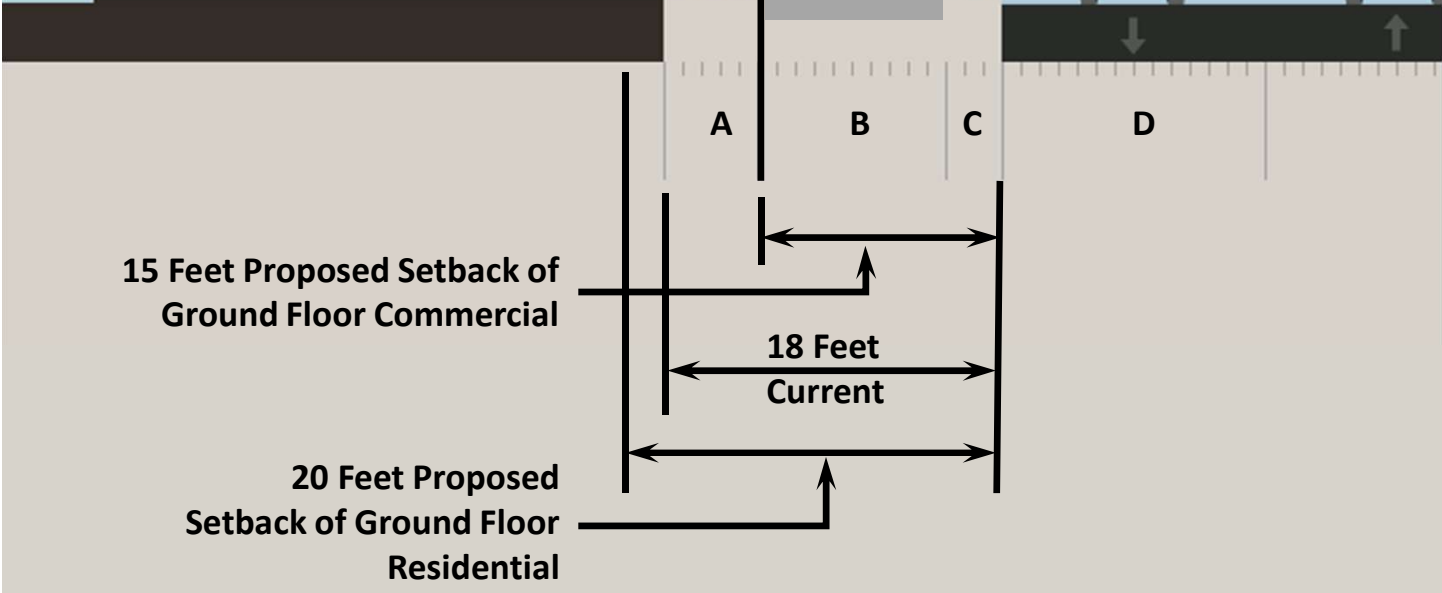 A
B
C
D
15 Feet Proposed Setback of
Ground Floor Commercial
18 Feet
Current
20 Feet Proposed
Setback of Ground Floor
Residential